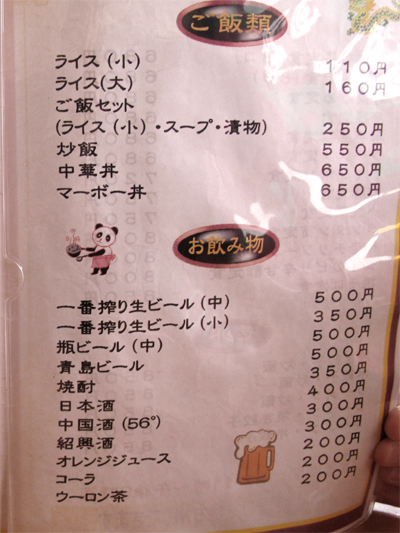 ご飯類
ライス（小） 110円
ライス（大） 160円
ご飯セット
（ライス（小）・スープ・漬物） 250円
炒飯 550円
中華丼 650円
マーボー丼 650円
お飲み物
一番搾り生ビール（中） 500円
一番搾り生ビール（小） 350円
瓶ビール（中） 500円
青島ビール 500円
焼酎 350円
日本酒 400円
中国酒（56°） 300円
紹興酒 300円
オレンジジュース 200円
コーラ 200円
ウーロン茶 200円